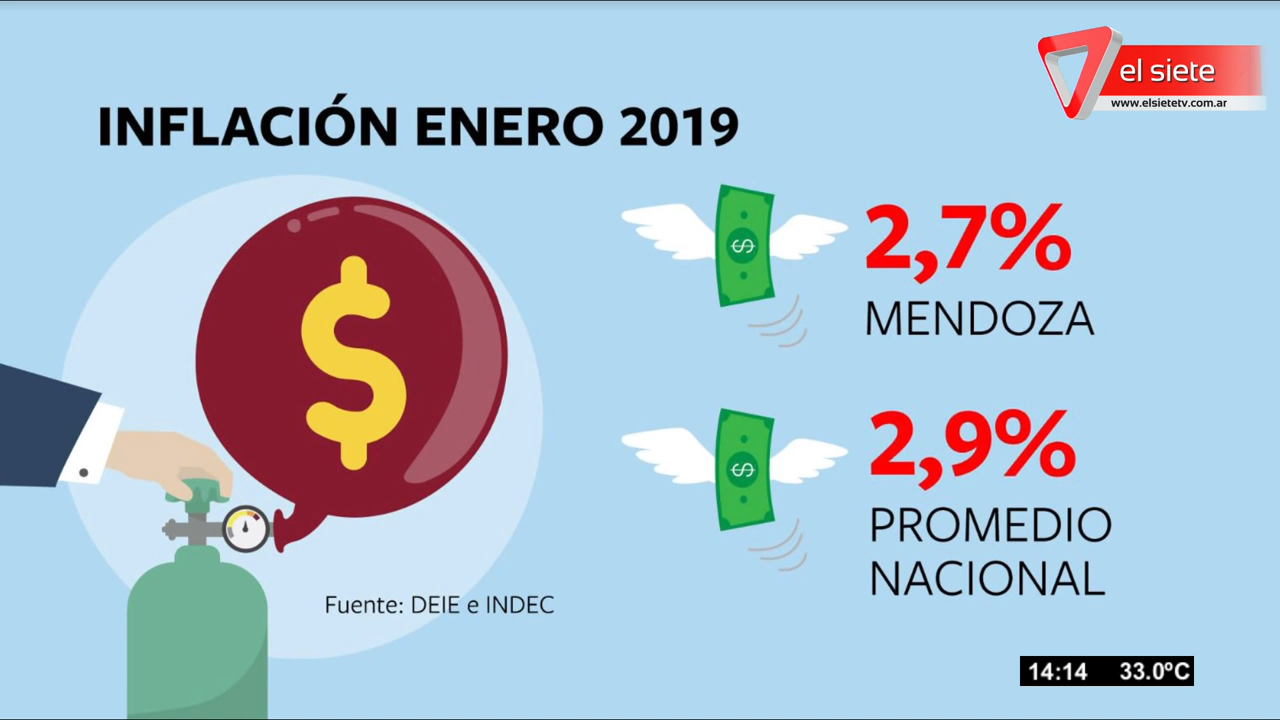 el siete
www.elsietetv.com.ar
INFLACIÓN ENERO 2019
$
2,7%
MENDOZA
2,9%
PROMEDIO
NACIONAL
Fuente: DEIE e INDEC
14:14 33.0ºC